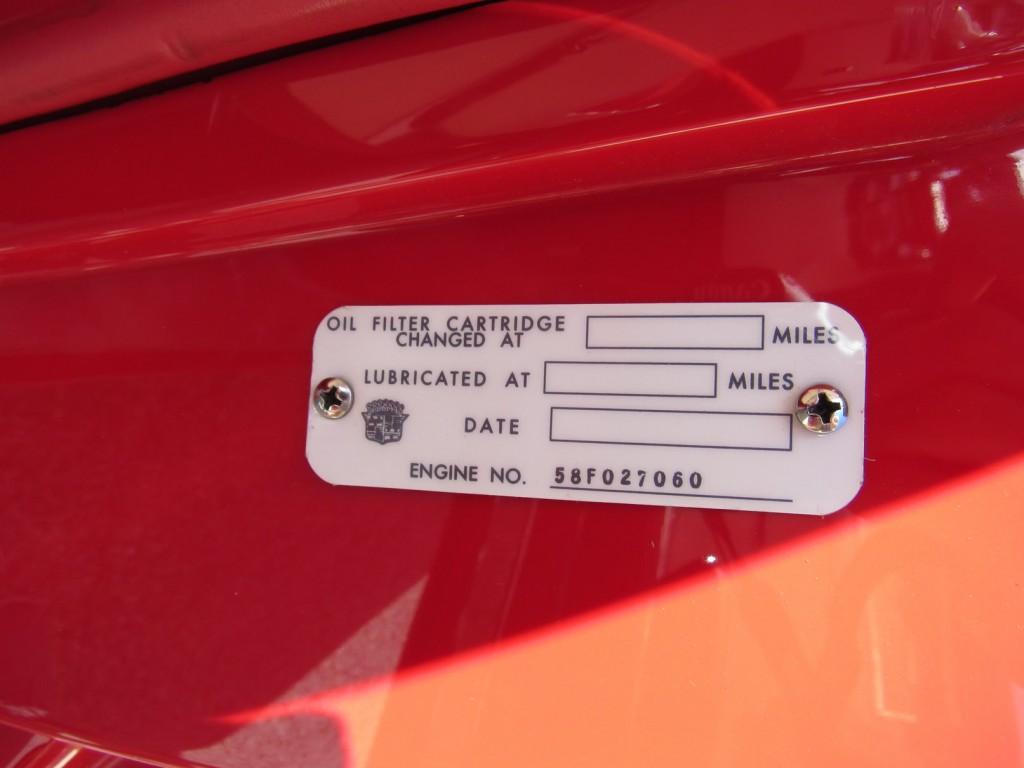 OIL FILTER CARTRIDGE
CHANGED AT MILES
LUBRICATED AT MILES
DATE
ENGINE NO. 58F027060